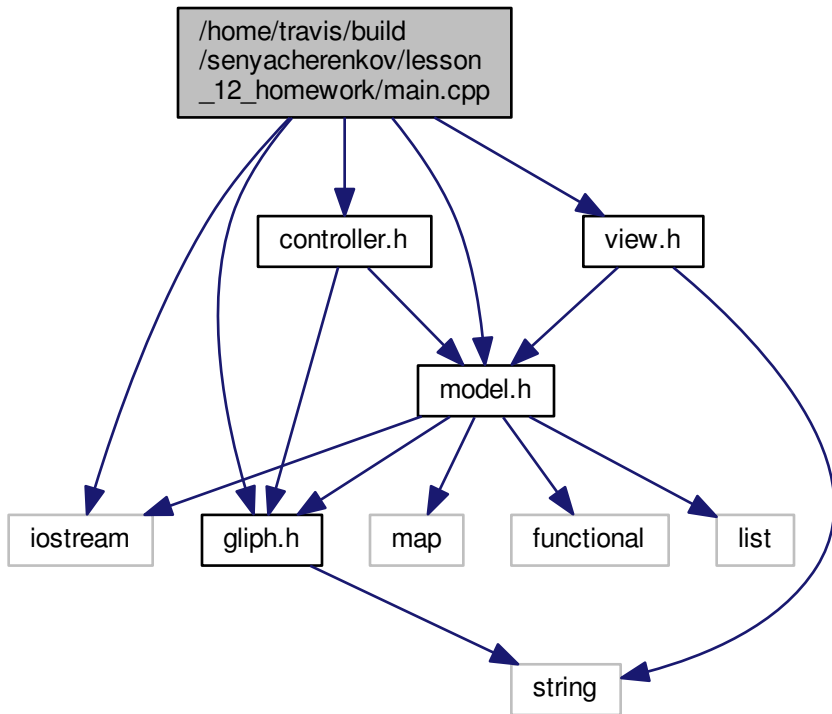 /home/travis/build
/senyacherenkov/lesson
_12_homework/main.cpp
controller.h
view.h
model.h
iostream
gliph.h
map
functional
list
string